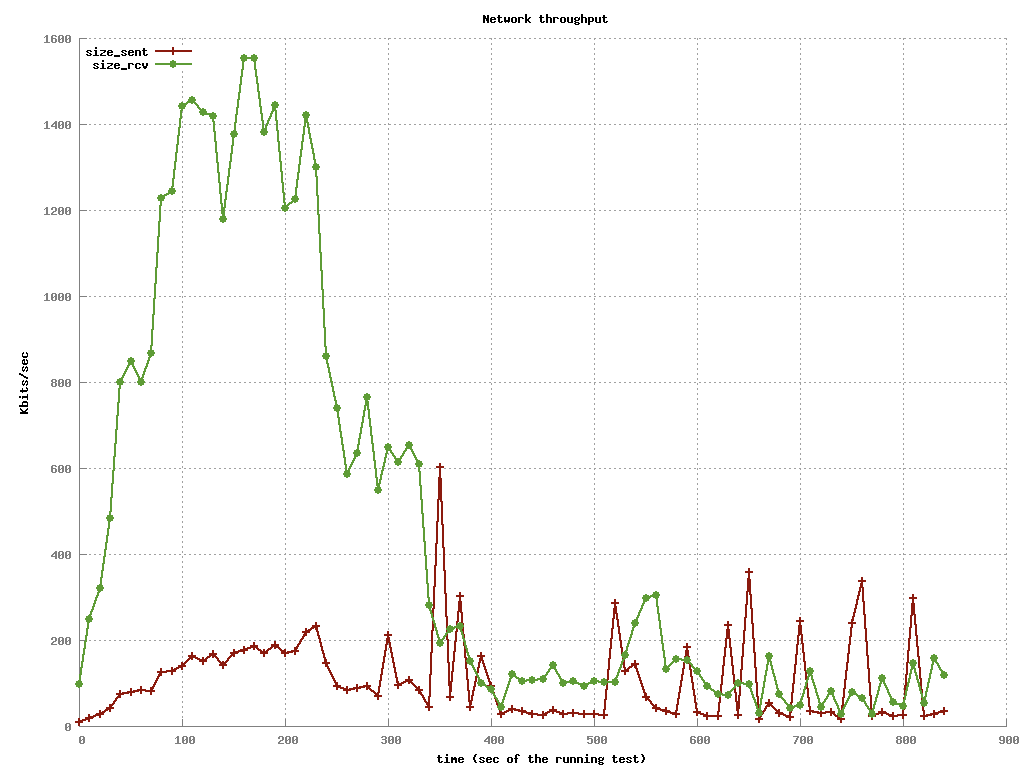 Network throughput
size_sent
size_rcv
1600
1400
1200
1000
800
600
400
200
0
Kbits/sec
0 100 200 300 400 500 600 700 800 900
time (sec of the running test)